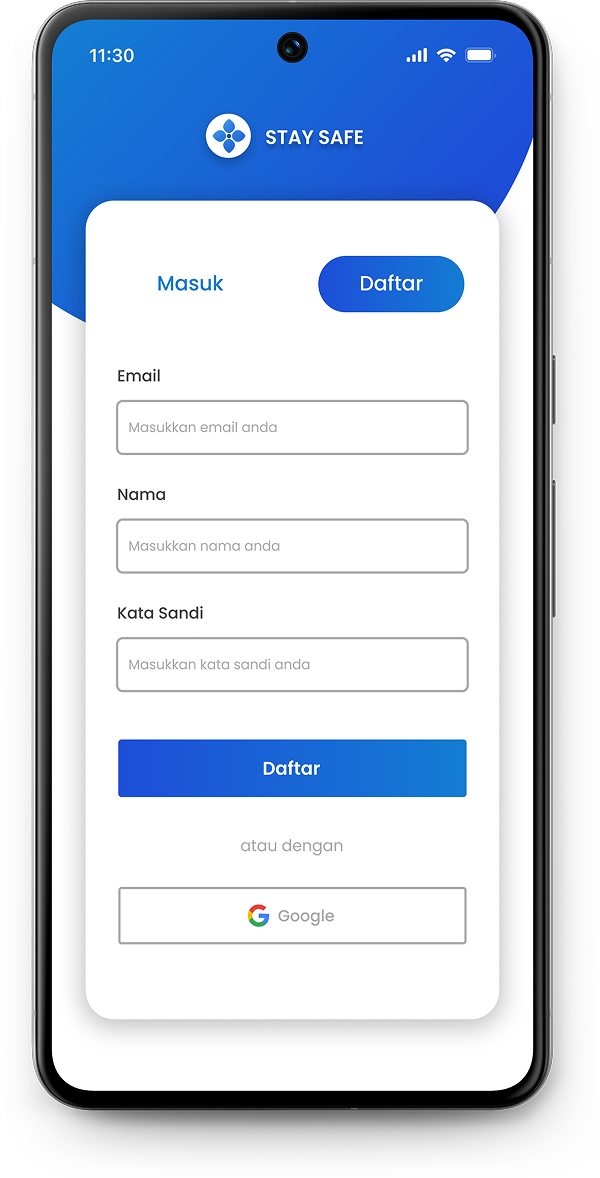 11:30
STAY SAFE
Masuk
Daftar
Email
Masukkan email anda
Nama
Masukkan nama anda
Kata Sandi
Masukkan kata sandi anda
Daftar
atau dengan
Google